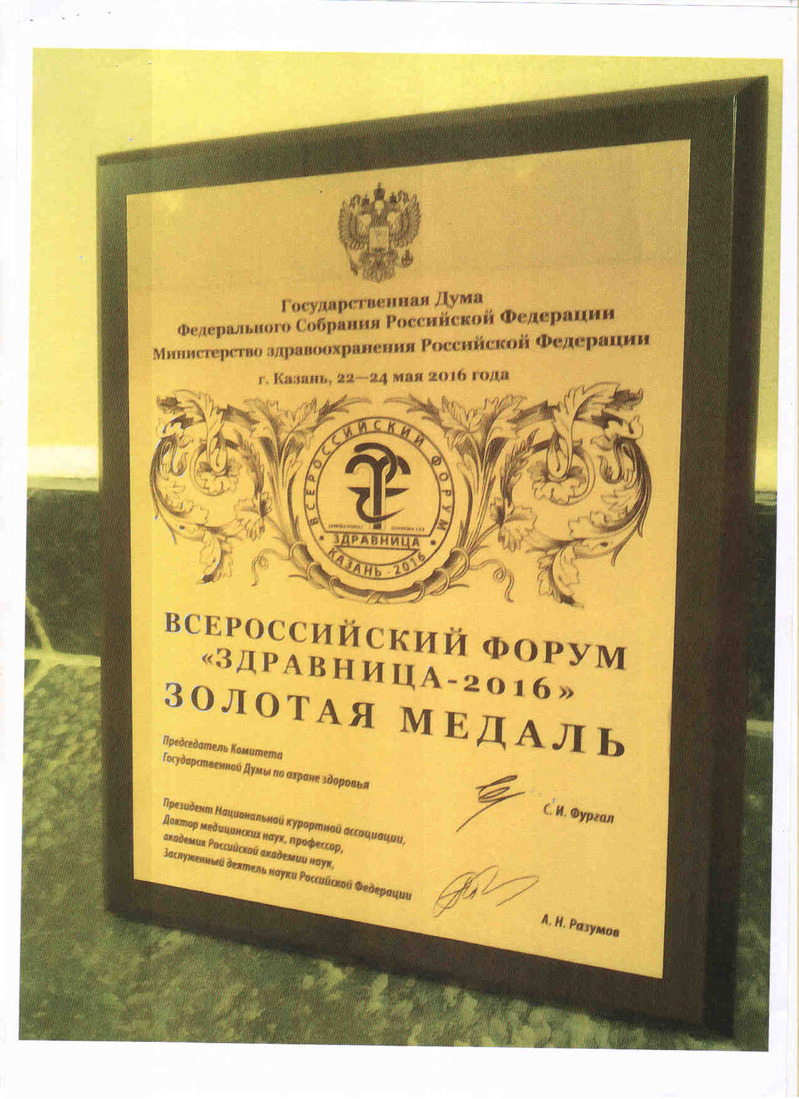 Государственная Дума
Федерального Собрания Российской Федерации
Министерство здравоохранения Российской Федерации
г. Казань, 22—24 мая 2016 года
ВСЕРОССИЙСКИЙ ФОРУМ
ЗДРАВНИЦА
КАЗАНЬ - 2016
ВСЕРОССИЙСКИЙ ФОРУМ
«ЗДРАВНИЦА-2016»
ЗОЛОТАЯ МЕДАЛЬ
Председатель Комитета
Государственной Думы по охране здоровья
С. И. Фургал
Президент Национальной курортной ассоциации,
Доктор медицинских наук, профессор,
академик Российской академии наук,
Заслуженный деятель науки Российской Федерации
А. Н. Разумов